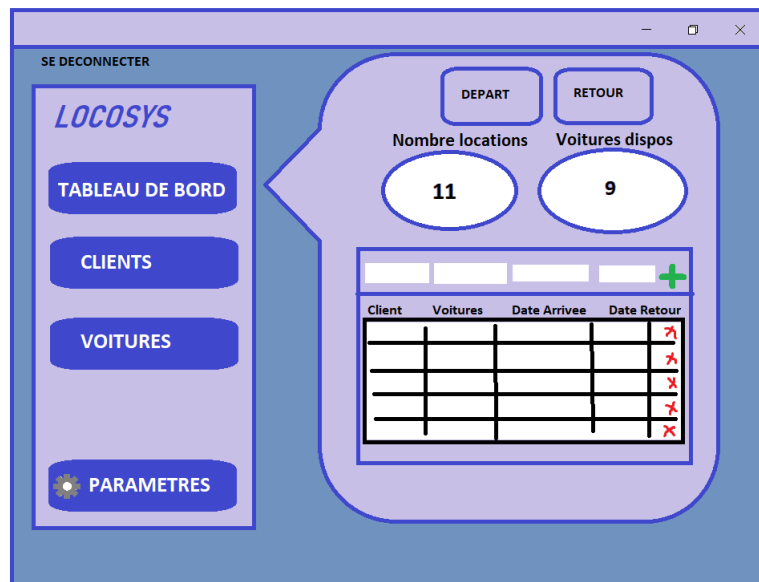 SE DECONNECTER
LOCOSYS
TABLEAU DE BORD
CLIENTS
VOITURES
PARAMETRES
DEPART RETOUR
Nombre locations Voitures dispos
11 9
Client Voitures Date Arrivee Date Retour